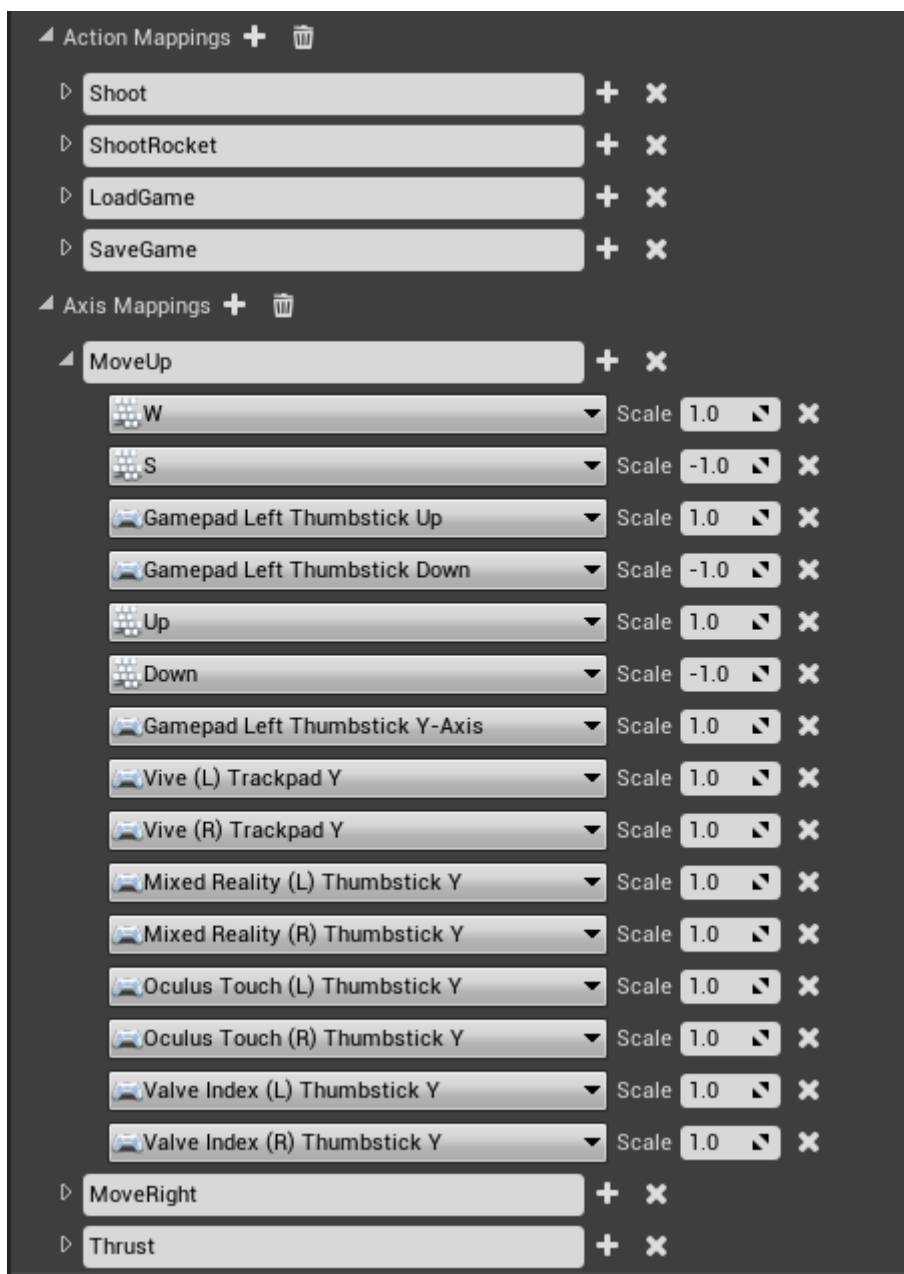 Action Mappings
Shoot
ShootRocket
LoadGame
SaveGame
Axis Mappings
MoveUp
W Scale 1.0
S Scale -1.0
Gamepad Left Thumbstick Up Scale 1.0
Gamepad Left Thumbstick Down Scale -1.0
Up Scale 1.0
Down Scale -1.0
Gamepad Left Thumbstick Y-Axis Scale 1.0
Vive (L) Trackpad Y Scale 1.0
Vive (R) Trackpad Y Scale 1.0
Mixed Reality (L) Thumbstick Y Scale 1.0
Mixed Reality (R) Thumbstick Y Scale 1.0
Oculus Touch (L) Thumbstick Y Scale 1.0
Oculus Touch (R) Thumbstick Y Scale 1.0
Valve Index (L) Thumbstick Y Scale 1.0
Valve Index (R) Thumbstick Y Scale 1.0
MoveRight
Thrust